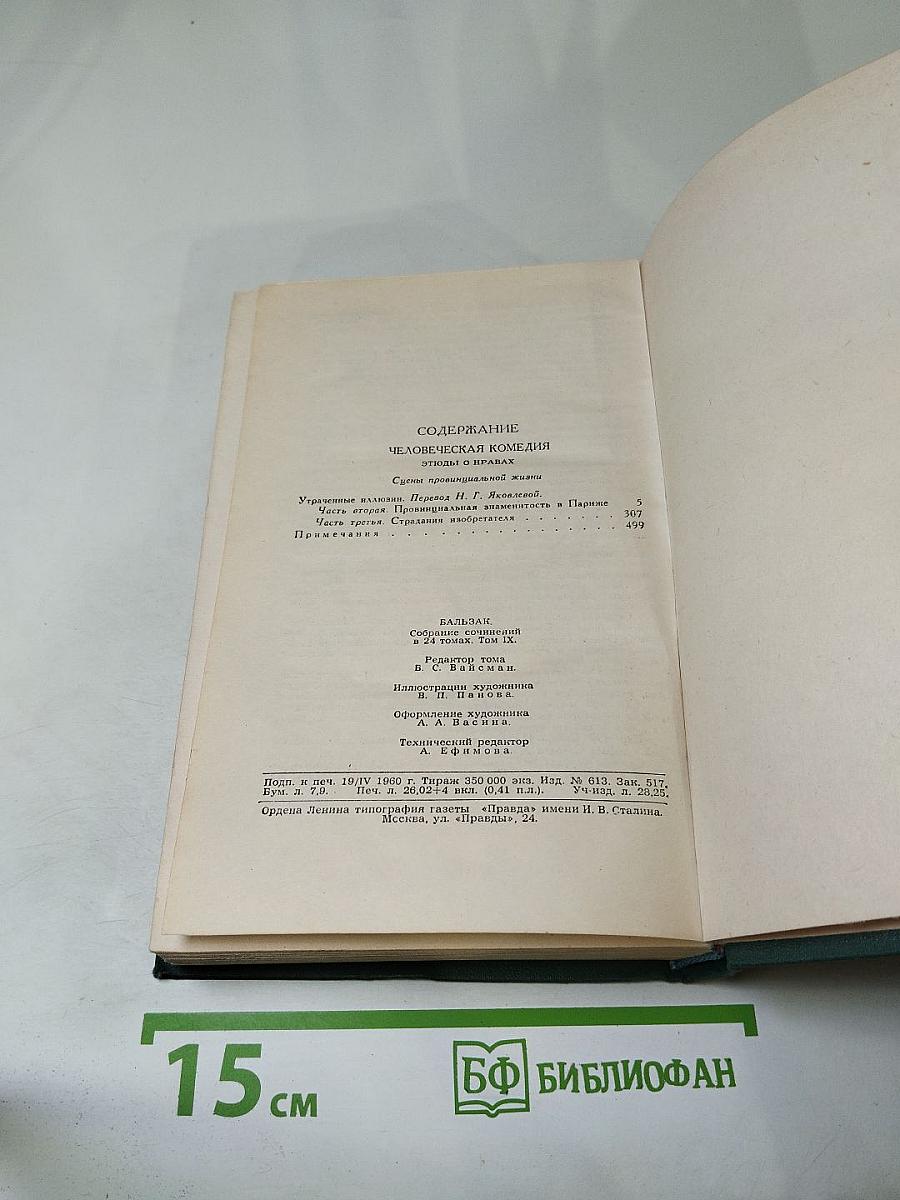 СОДЕРЖАНИЕ
ЧЕЛОВЕЧЕСКАЯ КОМЕДИЯ
ЭТЮДЫ О НРАВАХ
Сцены провинциальной жизни
Утраченные иллюзии. Перевод Н. Г. Яковлевой.
Часть вторая. Провинциальная знаменитость в Париже 5
Часть третья. Страдания изобретателя . . . . . . . 307
Примечания . . . . . . . . . . . . . . . . 499
БАЛЬЗАК.
Собрание сочинений
в 24 томах. Том IX.
Редактор тома
Б. С. Вайсман.
Иллюстрации художника
В. П. Панова.
Оформление художника
А. А. Васина.
Технический редактор
А. Ефимова.
Подп. к печ. 19/IV 1960 г. Тираж 350 000 экз. Изд. № 613. Зак. 517.
Бум. л. 7,9. Печ. л. 26,02+4 вкл. (0,41 п.л.). Уч-изд. л. 28,25.
Ордена Ленина типография газеты «Правда» имени И. В. Сталина.
Москва, ул. «Правды», 24.
15 см
БФ БИБЛИОФАН